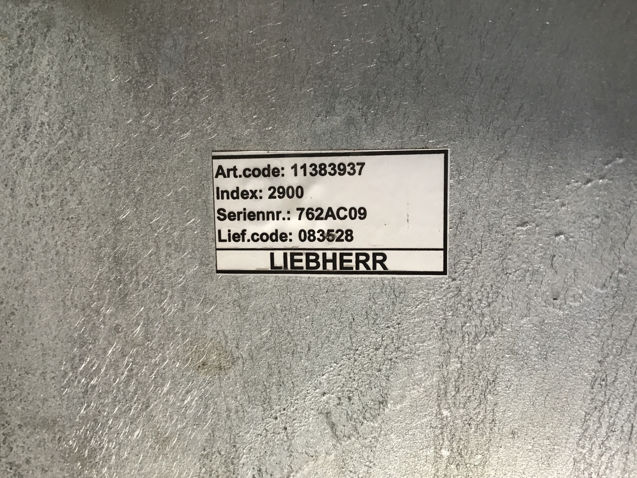 Art.code: 11383937
Index: 2900
Seriennr.: 762AC09
Lief.code: 083528
LIEBHERR